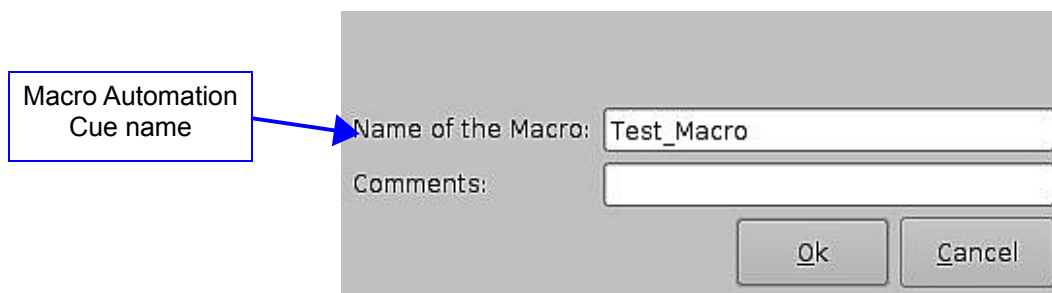 Macro Automation
Cue name
Name of the Macro: Test_Macro
Comments:
Ok Cancel